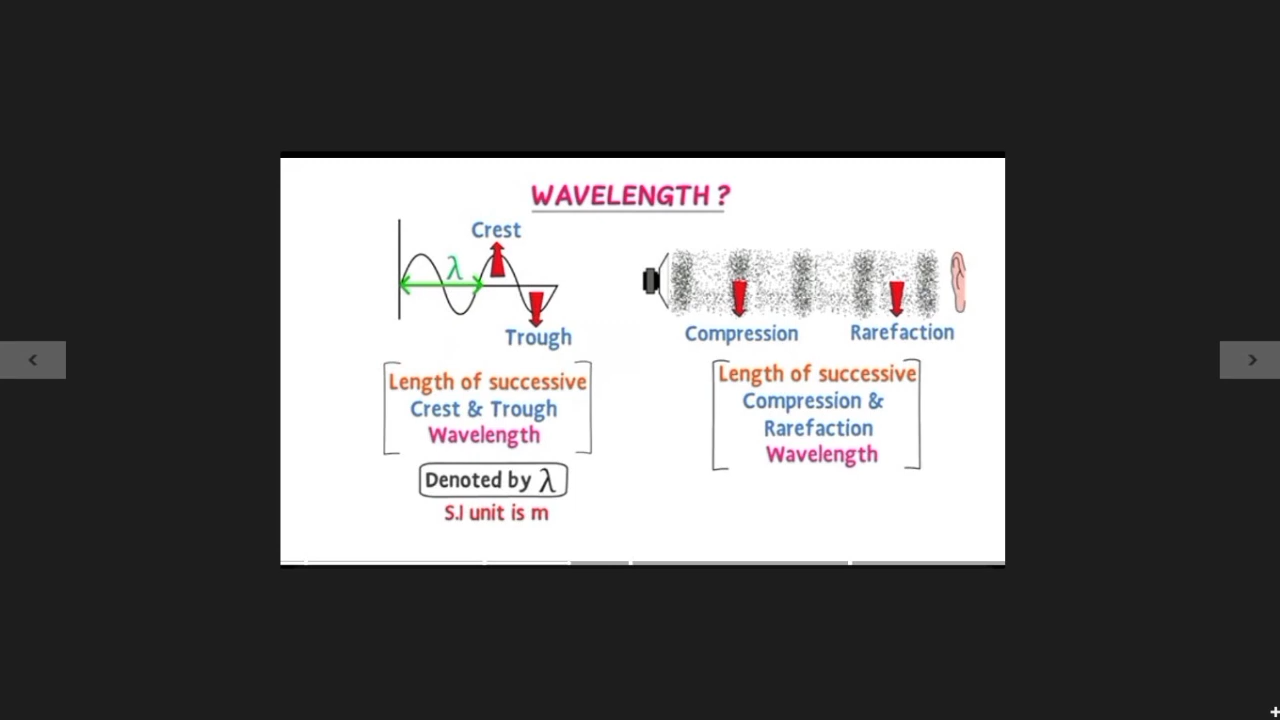 WAVELENGTH ?
Crest
λ
Trough
Length of successive
Crest & Trough
Wavelength
Denoted by λ
S.I unit is m
Compression
Rarefaction
Length of successive
Compression &
Rarefaction
Wavelength